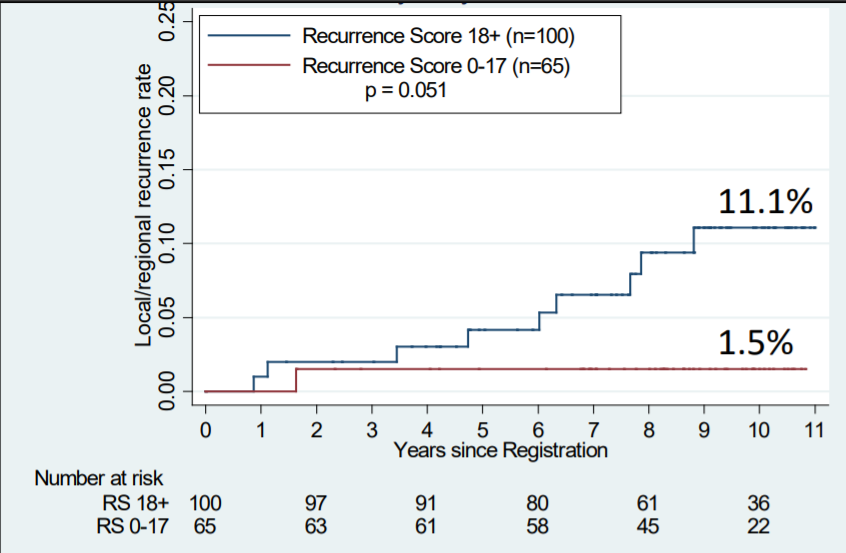 Recurrence Score 18+ (n=100)
Recurrence Score 0-17 (n=65)
p = 0.051
Local/regional recurrence rate
0.25
0.20
0.15
0.10
0.05
0.00
11.1%
1.5%
0 1 2 3 4 5 6 7 8 9 10 11
Years since Registration
Number at risk
RS 18+ 100 97 91 80 61 36
RS 0-17 65 63 61 58 45 22